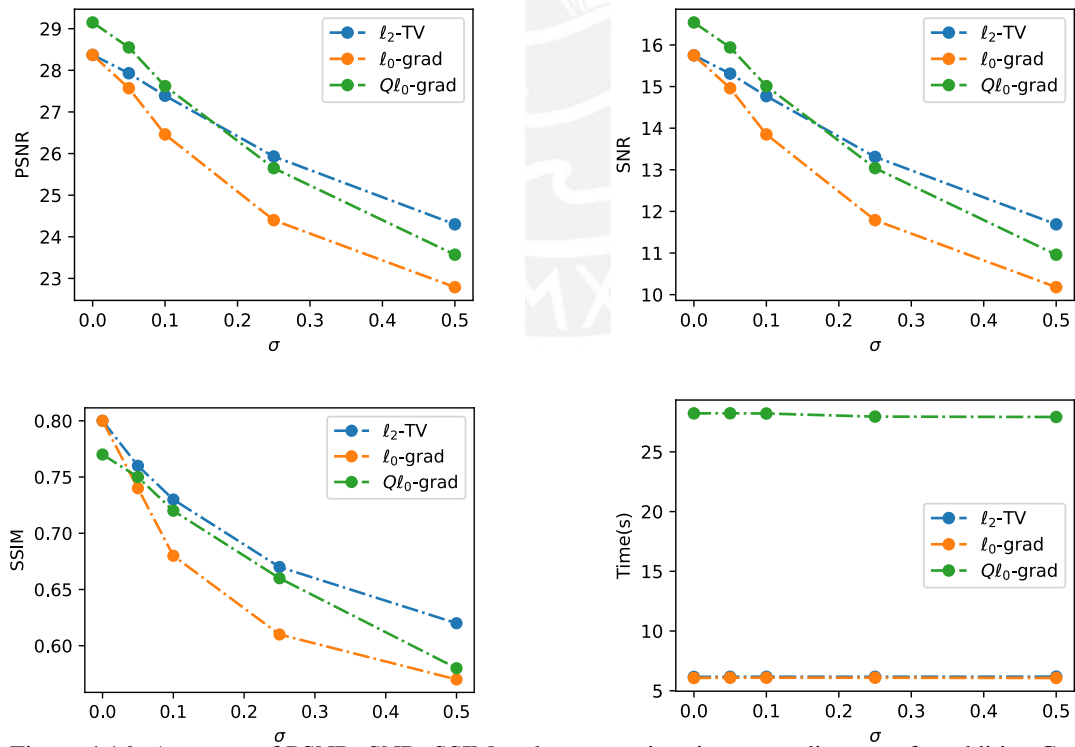 29
28
27
26
25
24
23
PSNR
ℓ₂-TV
ℓ₀-grad
Qℓ₀-grad
0.0 0.1 0.2 0.3 0.4 0.5
σ
16
15
14
13
12
11
10
SNR
ℓ₂-TV
ℓ₀-grad
Qℓ₀-grad
0.0 0.1 0.2 0.3 0.4 0.5
σ
0.80
0.75
0.70
0.65
0.60
SSIM
ℓ₂-TV
ℓ₀-grad
Qℓ₀-grad
0.0 0.1 0.2 0.3 0.4 0.5
σ
25
20
15
10
5
Time(s)
ℓ₂-TV
ℓ₀-grad
Qℓ₀-grad
0.0 0.1 0.2 0.3 0.4 0.5
σ